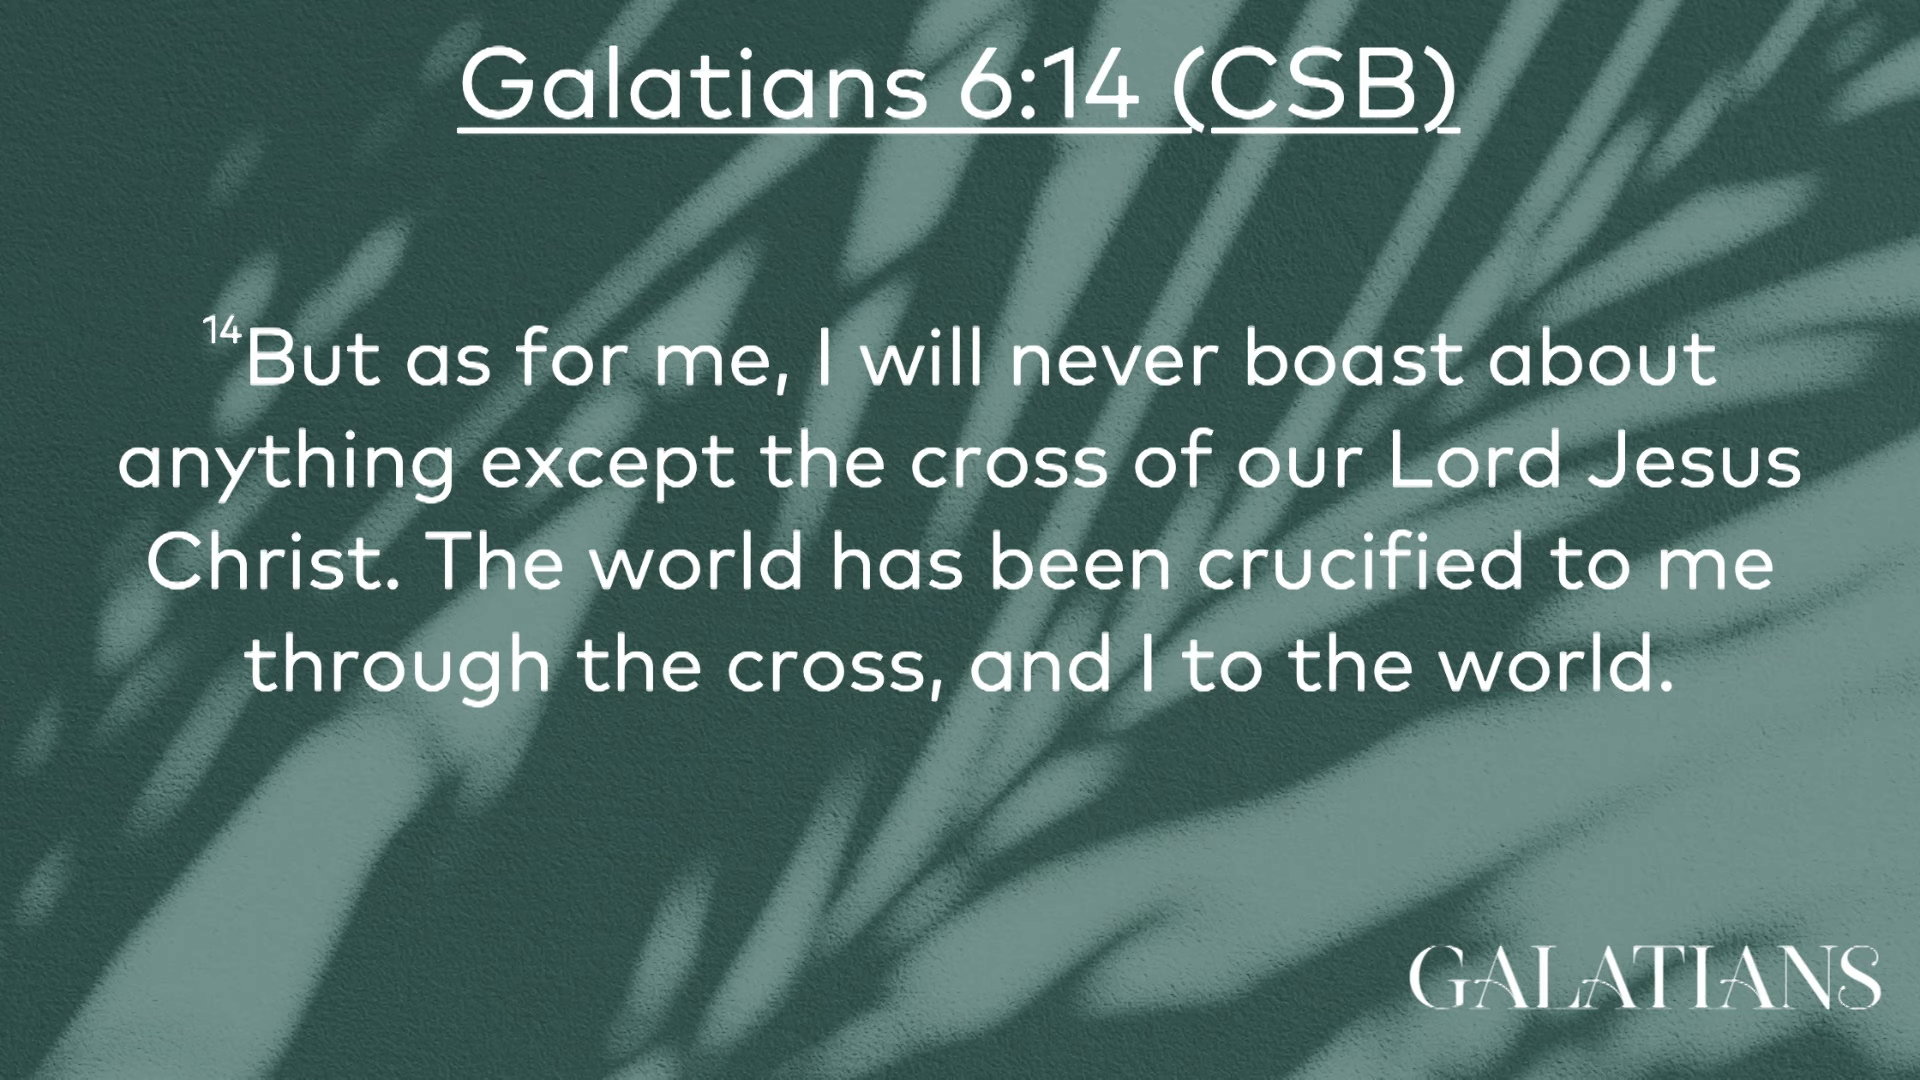 Galatians 6:14 (CSB)
14But as for me, I will never boast about
anything except the cross of our Lord Jesus
Christ. The world has been crucified to me
through the cross, and I to the world.
GALATIANS